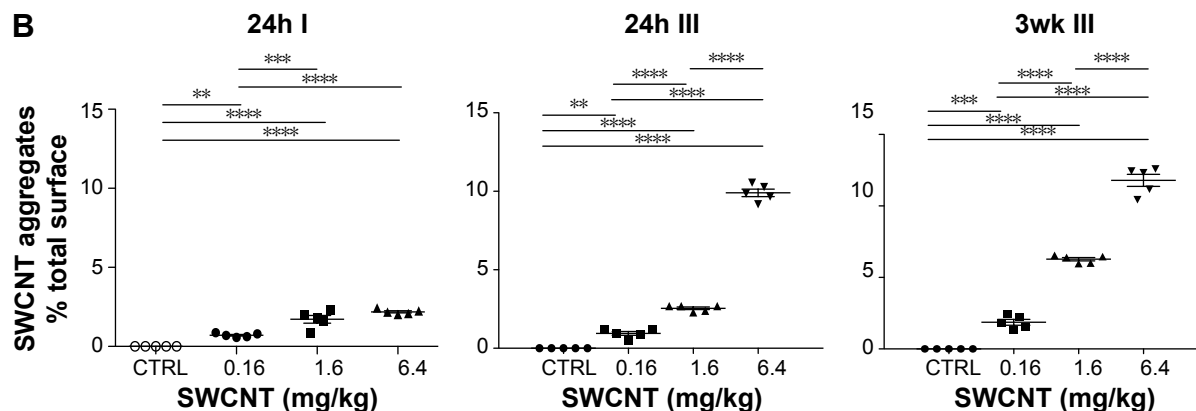 B
24h I
24h III
3wk III
SWCNT aggregates
% total surface
***
****
**
****
****
15
10
5
0
CTRL 0.16 1.6 6.4
SWCNT (mg/kg)
****
****
****
**
****
****
15
10
5
0
CTRL 0.16 1.6 6.4
SWCNT (mg/kg)
****
****
****
***
****
****
15
10
5
0
CTRL 0.16 1.6 6.4
SWCNT (mg/kg)